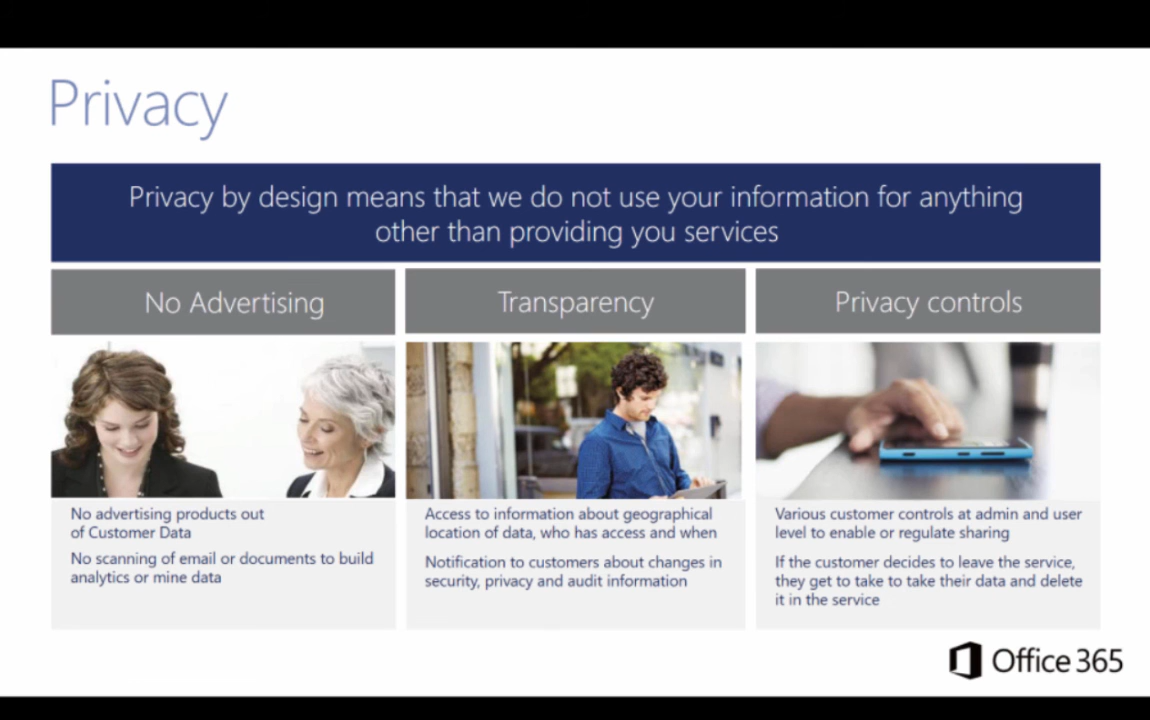 Privacy
Privacy by design means that we do not use your information for anything
other than providing you services
No Advertising
No advertising products out
of Customer Data
No scanning of email or documents to build
analytics or mine data
Transparency
Access to information about geographical
location of data, who has access and when
Notification to customers about changes in
security, privacy and audit information
Privacy controls
Various customer controls at admin and user
level to enable or regulate sharing
If the customer decides to leave the service,
they get to take to take their data and delete
it in the service
Office 365